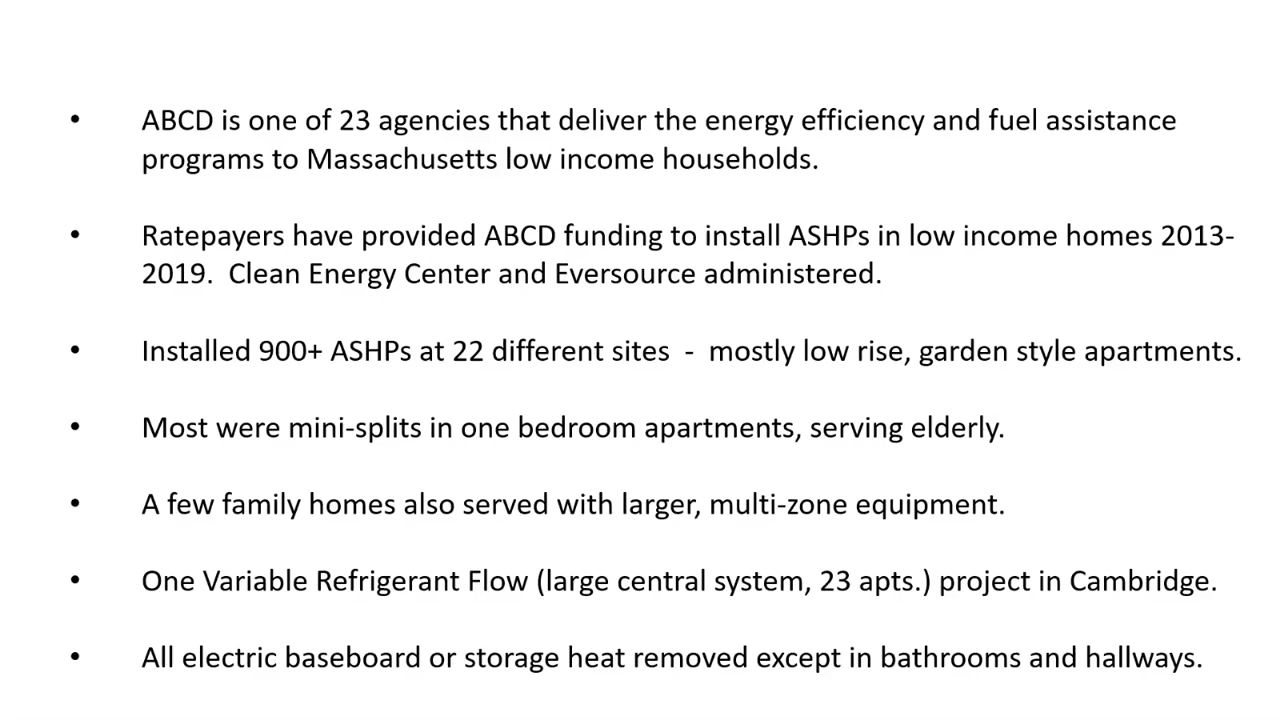 • ABCD is one of 23 agencies that deliver the energy efficiency and fuel assistance
programs to Massachusetts low income households.
• Ratepayers have provided ABCD funding to install ASHPs in low income homes 2013-
2019.  Clean Energy Center and Eversource administered.
• Installed 900+ ASHPs at 22 different sites  -  mostly low rise, garden style apartments.
• Most were mini-splits in one bedroom apartments, serving elderly.
• A few family homes also served with larger, multi-zone equipment.
• One Variable Refrigerant Flow (large central system, 23 apts.) project in Cambridge.
• All electric baseboard or storage heat removed except in bathrooms and hallways.